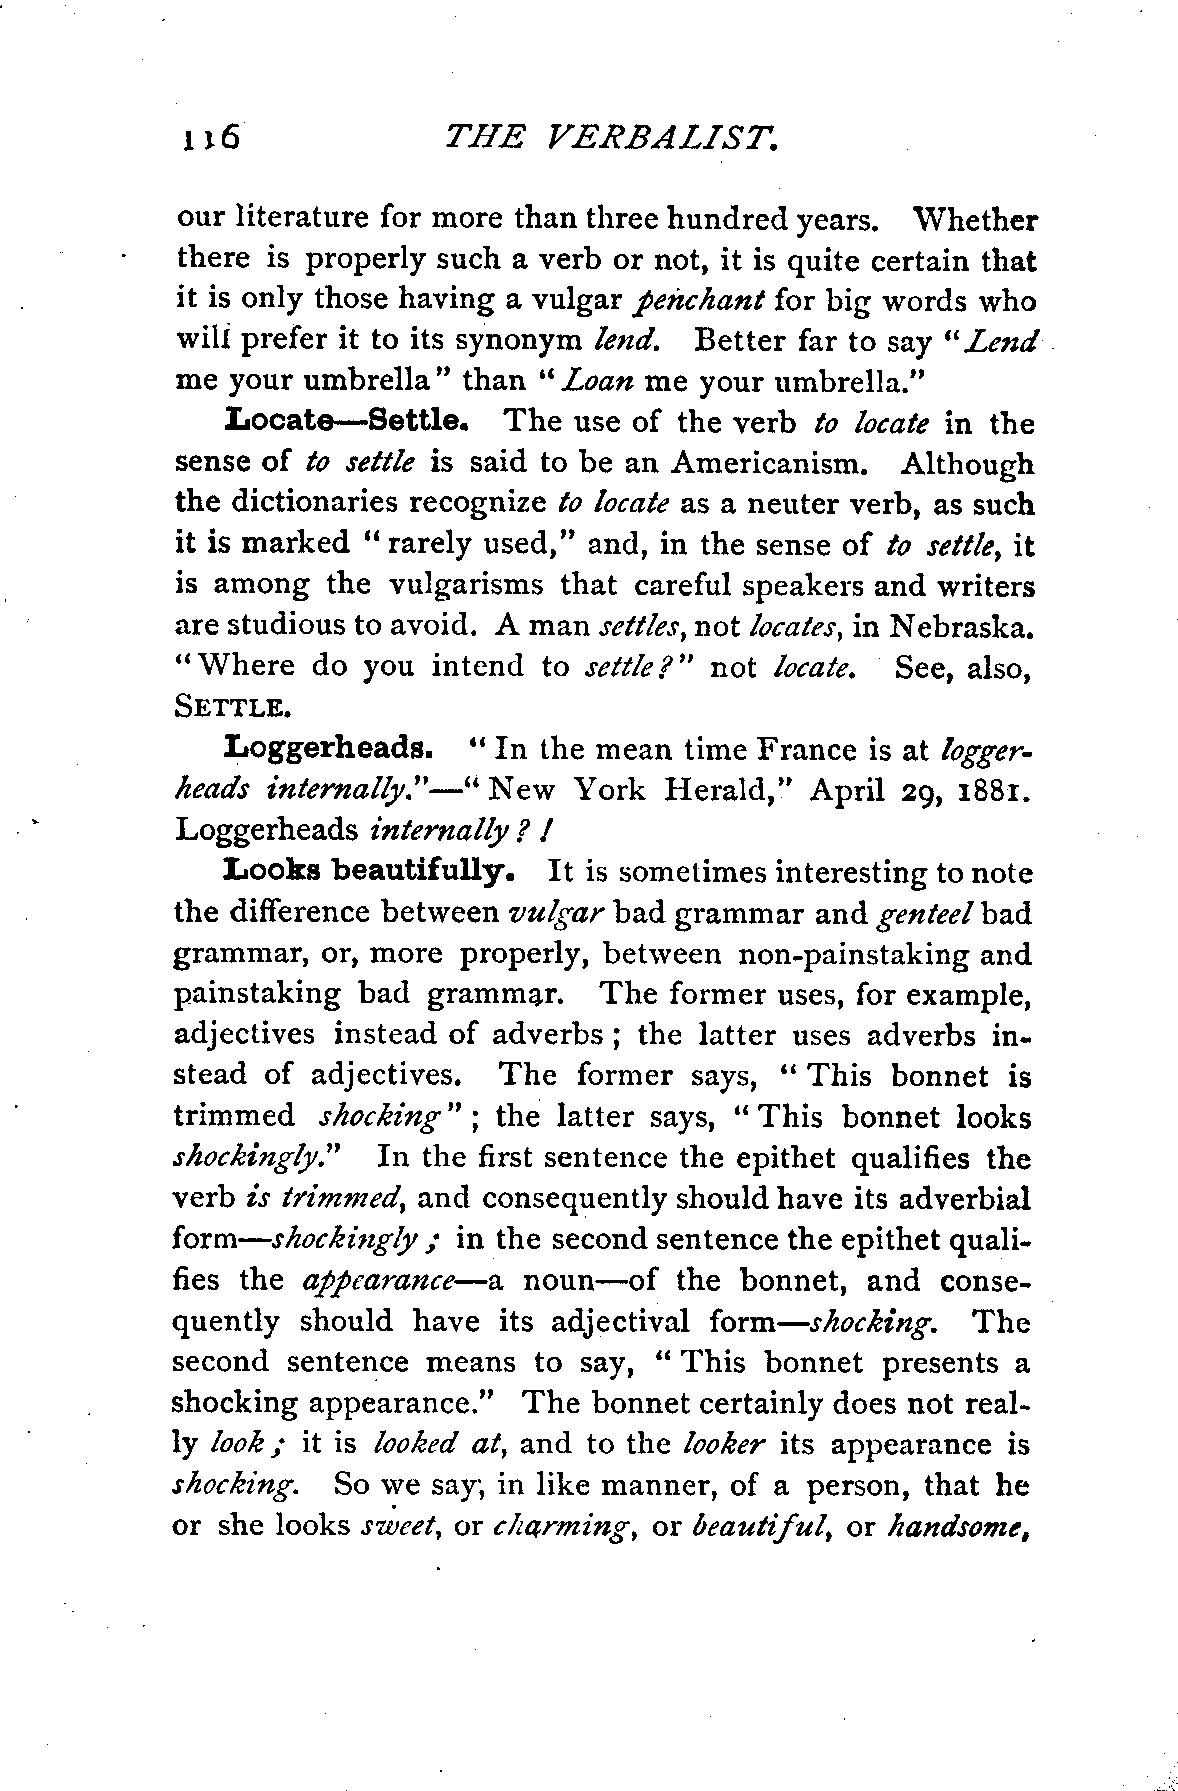 116 THE VERBALIST.
our literature for more than three hundred years. Whether
there is properly such a verb or not, it is quite certain that
it is only those having a vulgar penchant for big words who
will prefer it to its synonym lend. Better far to say "Lend
me your umbrella" than "Loan me your umbrella."
Locate—Settle. The use of the verb to locate in the
sense of to settle is said to be an Americanism. Although
the dictionaries recognize to locate as a neuter verb, as such
it is marked "rarely used," and, in the sense of to settle, it
is among the vulgarisms that careful speakers and writers
are studious to avoid. A man settles, not locates, in Nebraska.
"Where do you intend to settle?" not locate. See, also,
SETTLE.
Loggerheads. "In the mean time France is at logger-
heads internally."—"New York Herald," April 29, 1881.
Loggerheads internally?!
Looks beautifully. It is sometimes interesting to note
the difference between vulgar bad grammar and genteel bad
grammar, or, more properly, between non-painstaking and
painstaking bad grammar. The former uses, for example,
adjectives instead of adverbs; the latter uses adverbs in-
stead of adjectives. The former says, "This bonnet is
trimmed shocking"; the latter says, "This bonnet looks
shockingly." In the first sentence the epithet qualifies the
verb is trimmed, and consequently should have its adverbial
form—shockingly; in the second sentence the epithet quali-
fies the appearance—a noun—of the bonnet, and conse-
quently should have its adjectival form—shocking. The
second sentence means to say, "This bonnet presents a
shocking appearance." The bonnet certainly does not real-
ly look; it is looked at, and to the looker its appearance is
shocking. So we say, in like manner, of a person, that he
or she looks sweet, or charming, or beautiful, or handsome,